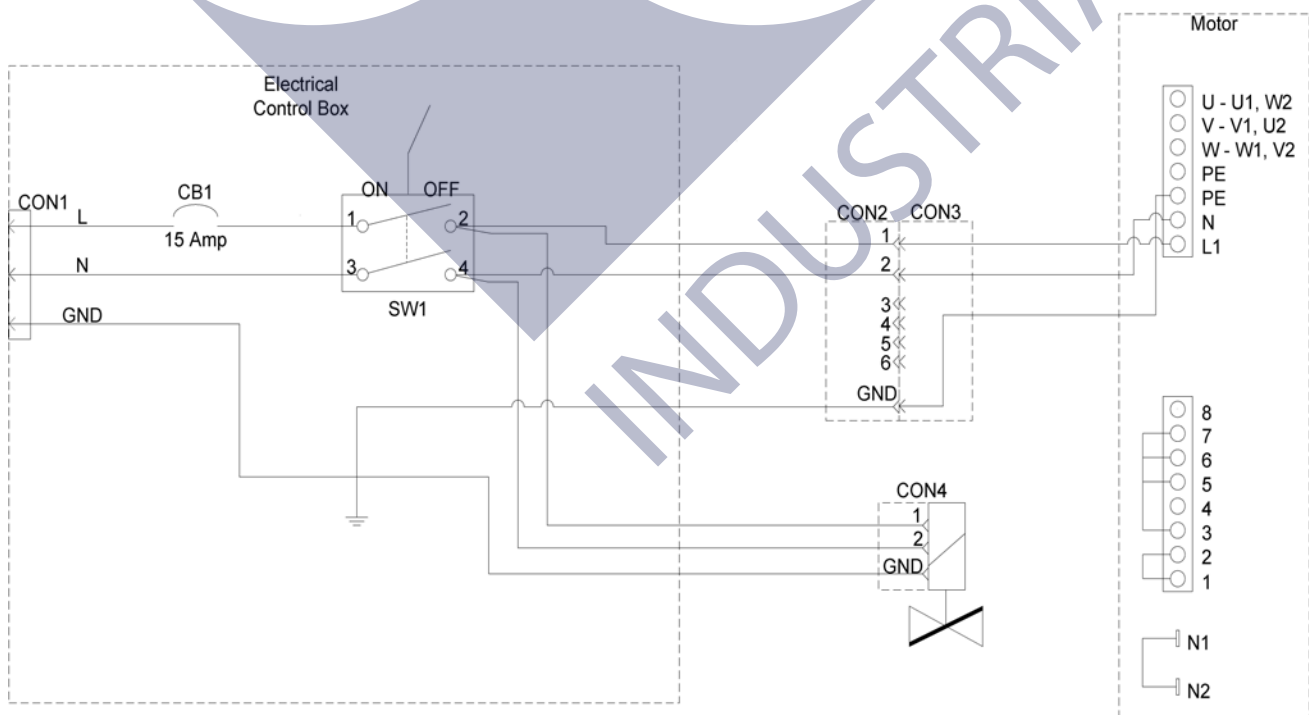 Motor
Electrical
Control Box
U - U1, W2
V - V1, U2
W - W1, V2
PE
PE
N
L1
CON1
L
CB1
15 Amp
ON OFF
1 2
N
3 4
SW1
GND
CON2 CON3
1
2
3
4
5
6
GND
CON4
1
2
GND
8
7
6
5
4
3
2
1
N1
N2
INDUSTRIA